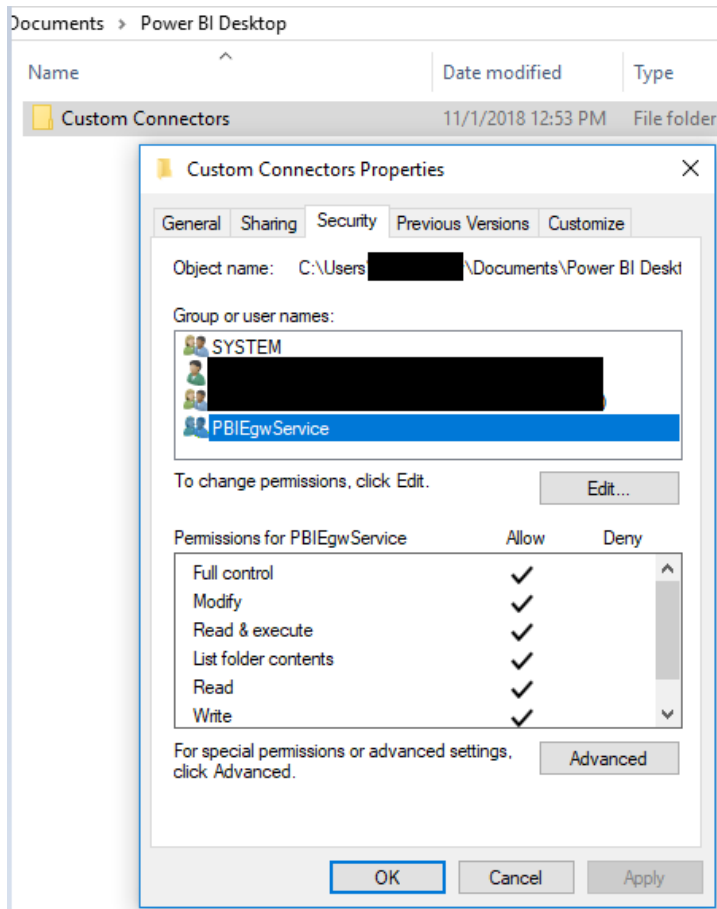 Documents > Power BI Desktop
Name Date modified Type
Custom Connectors 11/1/2018 12:53 PM File folder
Custom Connectors Properties
General Sharing Security Previous Versions Customize
Object name: C:\Users\ \Documents\Power BI Deskt
Group or user names:
SYSTEM
)
PBIEgwService
To change permissions, click Edit.
Edit...
Permissions for PBIEgwService Allow Deny
Full control
Modify
Read & execute
List folder contents
Read
Write
For special permissions or advanced settings,
click Advanced.
Advanced
OK Cancel Apply